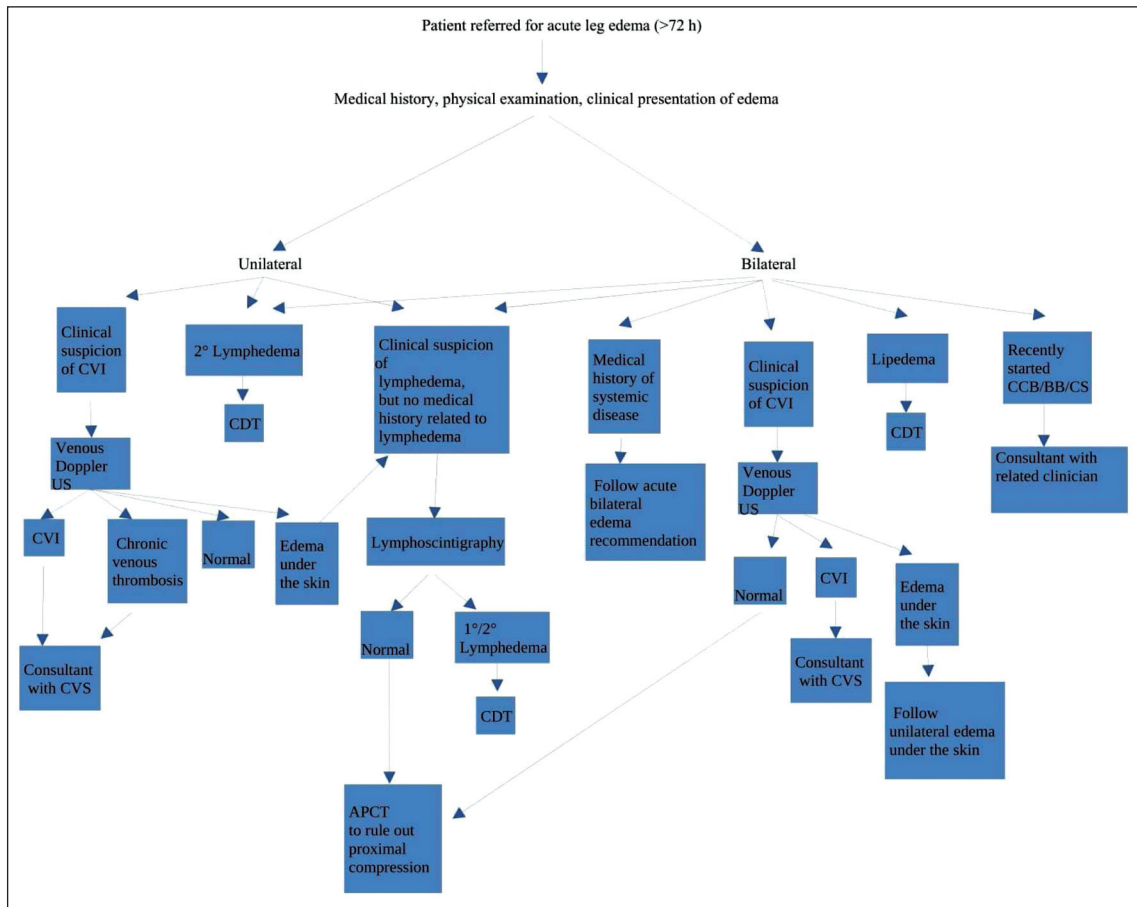 Patient referred for acute leg edema (>72 h)
Medical history, physical examination, clinical presentation of edema
Unilateral
Bilateral
Clinical
suspicion
of CVI
2° Lymphedema
Clinical suspicion
of
lymphedema,
but no medical
history related to
lymphedema
Medical
history of
systemic
disease
Clinical
suspicion
of CVI
Lipedema
Recently
started
CCB/BB/CS
CDT
CDT
Venous
Doppler
US
Follow acute
bilateral
edema
recommendation
Venous
Doppler
US
Consultant with
related clinician
CVI
Chronic
venous
thrombosis
Normal
Edema
under
the skin
Lymphoscintigraphy
Normal
CVI
Edema
under
the skin
Consultant
with CVS
Normal
1°/2°
Lymphedema
Consultant
with CVS
CDT
Follow
unilateral edema
under the skin
APCT
to rule out
proximal
compression